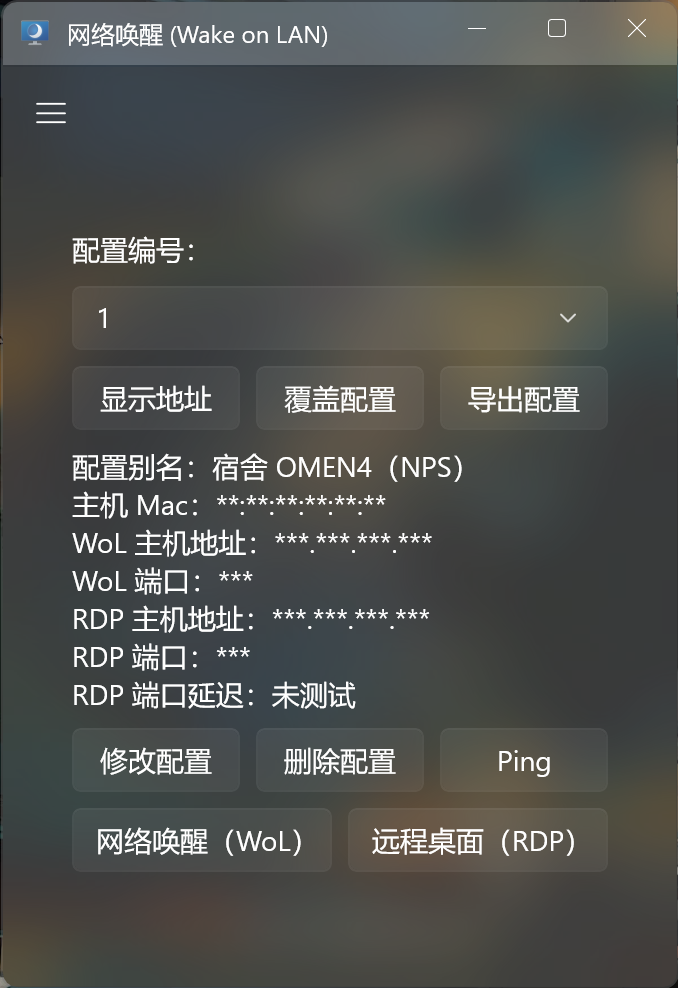 网络唤醒 (Wake on LAN)
配置编号：
1
显示地址 覆盖配置 导出配置
配置别名：宿舍 OMEN4（NPS）
主机 Mac：**:**:**:**:**:**
WoL 主机地址：***.***.***.***
WoL 端口：***
RDP 主机地址：***.***.***.***
RDP 端口：***
RDP 端口延迟：未测试
修改配置 删除配置 Ping
网络唤醒（WoL） 远程桌面（RDP）